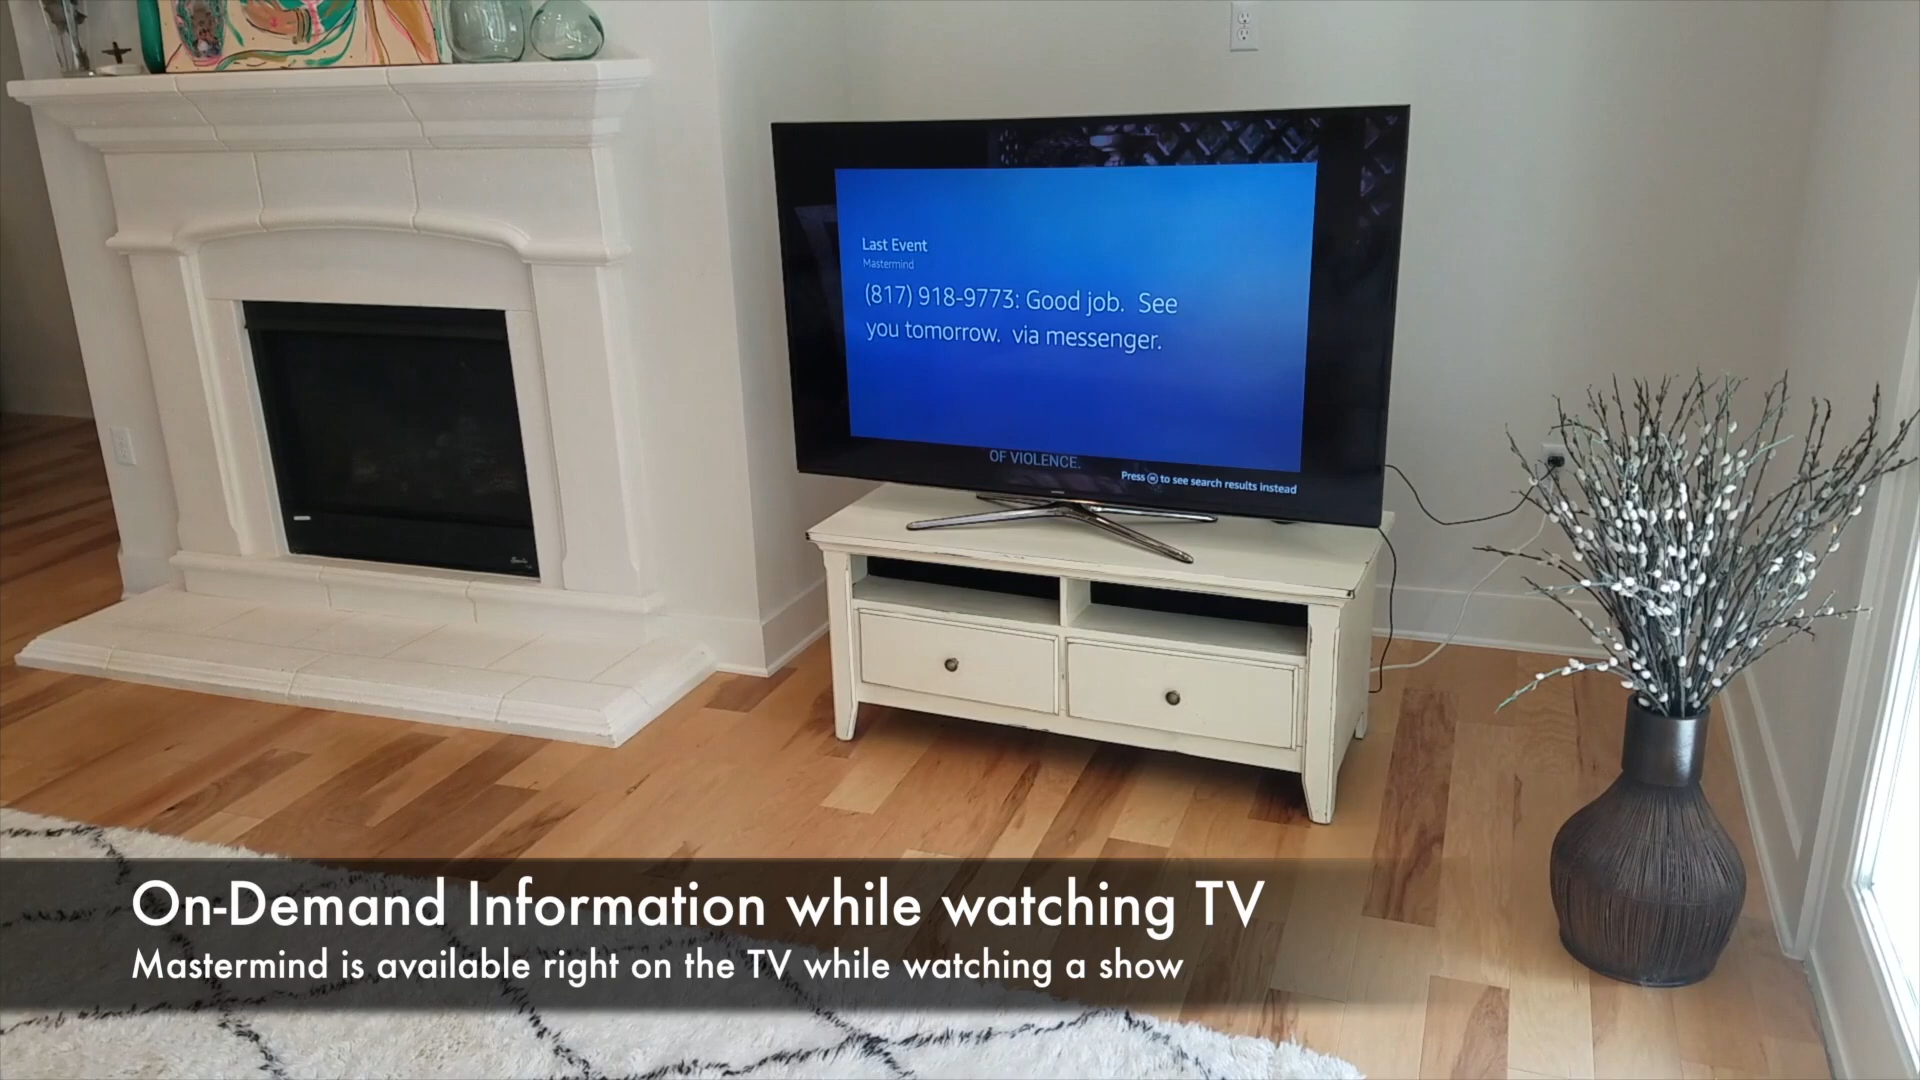 Last Event
Mastermind
(817) 918-9773: Good job. See
you tomorrow. via messenger.
OF VIOLENCE.
Press OK to see search results instead
On-Demand Information while watching TV
Mastermind is available right on the TV while watching a show